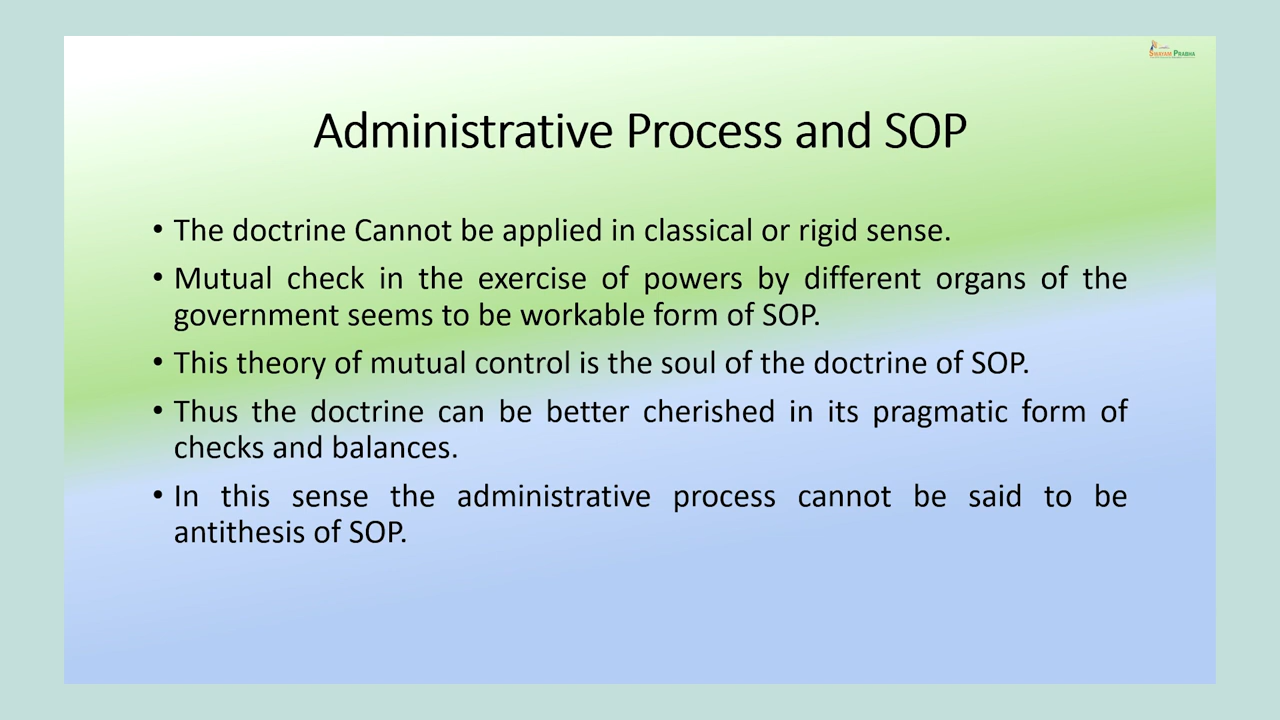 SWAYAM PRABHA
Administrative Process and SOP
• The doctrine Cannot be applied in classical or rigid sense.
• Mutual check in the exercise of powers by different organs of the
government seems to be workable form of SOP.
• This theory of mutual control is the soul of the doctrine of SOP.
• Thus the doctrine can be better cherished in its pragmatic form of
checks and balances.
• In this sense the administrative process cannot be said to be
antithesis of SOP.